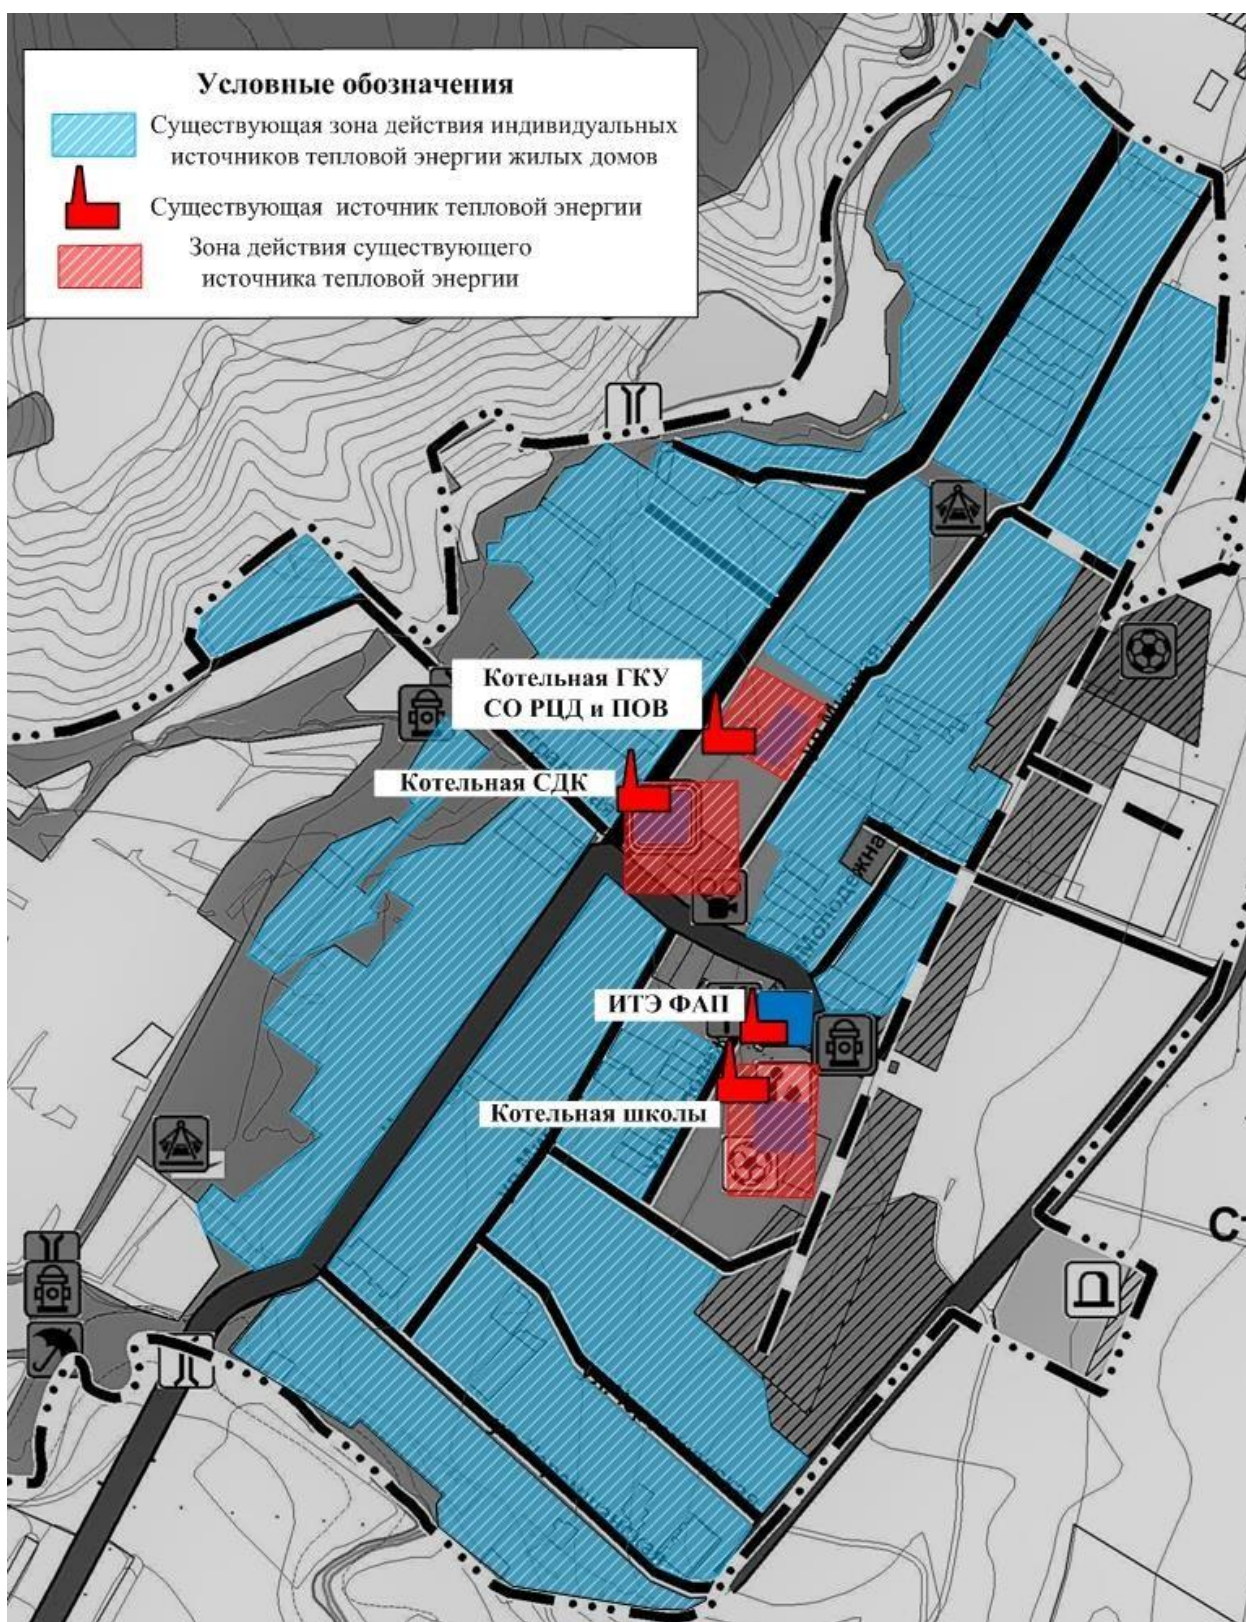 Условные обозначения
Существующая зона действия индивидуальных
источников тепловой энергии жилых домов
Существующая источник тепловой энергии
Зона действия существующего
источника тепловой энергии
Котельная ГКУ
СО РЦД и ПОВ
Котельная СДК
Молодежна
ИТЭ ФАП
Котельная школы